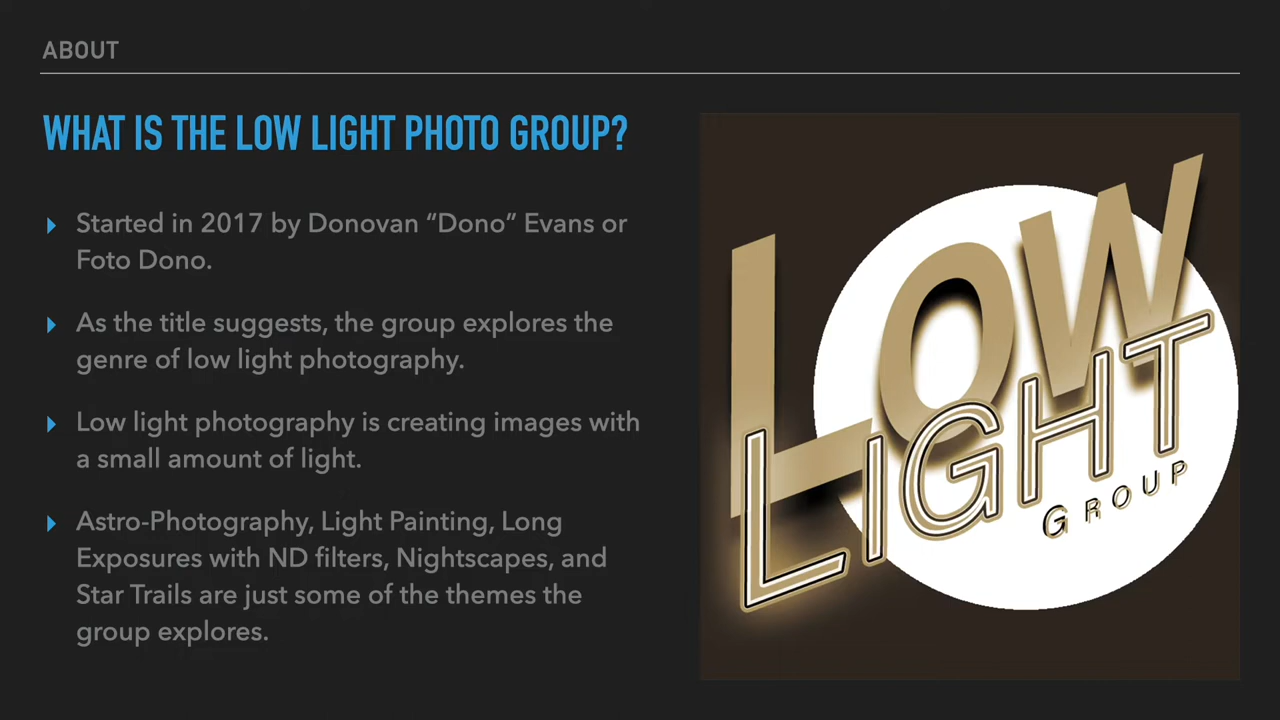 ABOUT
WHAT IS THE LOW LIGHT PHOTO GROUP?
Started in 2017 by Donovan “Dono” Evans or
Foto Dono.
As the title suggests, the group explores the
genre of low light photography.
Low light photography is creating images with
a small amount of light.
Astro-Photography, Light Painting, Long
Exposures with ND filters, Nightscapes, and
Star Trails are just some of the themes the
group explores.
LOW
LIGHT
GROUP